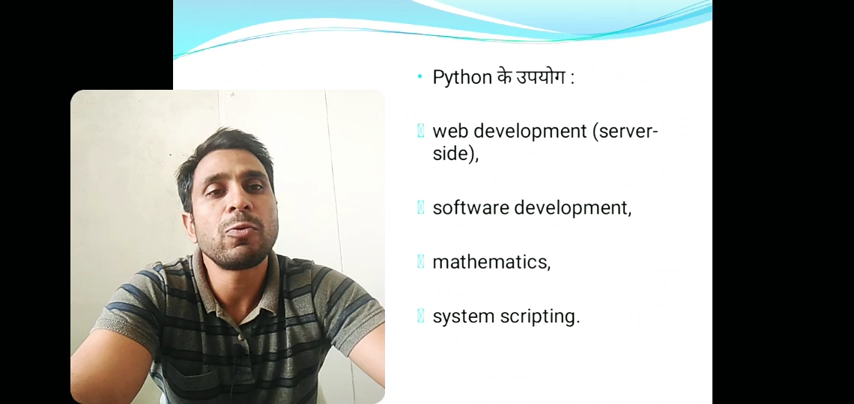 Python के उपयोग :
web development (server-
side),
software development,
mathematics,
system scripting.